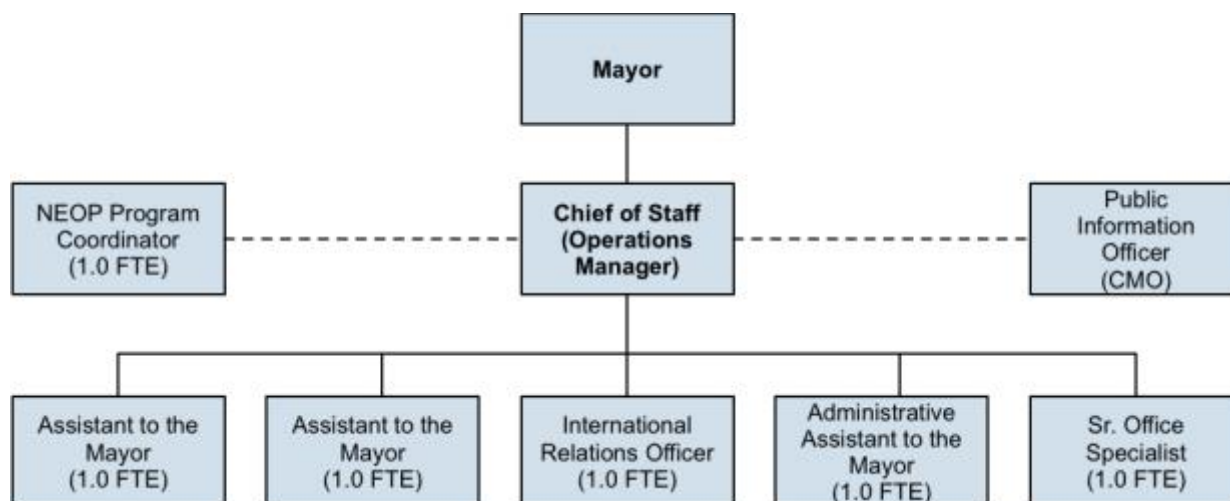 Mayor
NEOP Program
Coordinator
(1.0 FTE)
Chief of Staff
(Operations
Manager)
Public
Information
Officer
(CMO)
Assistant to the
Mayor
(1.0 FTE)
Assistant to the
Mayor
(1.0 FTE)
International
Relations Officer
(1.0 FTE)
Administrative
Assistant to the
Mayor
(1.0 FTE)
Sr. Office
Specialist
(1.0 FTE)